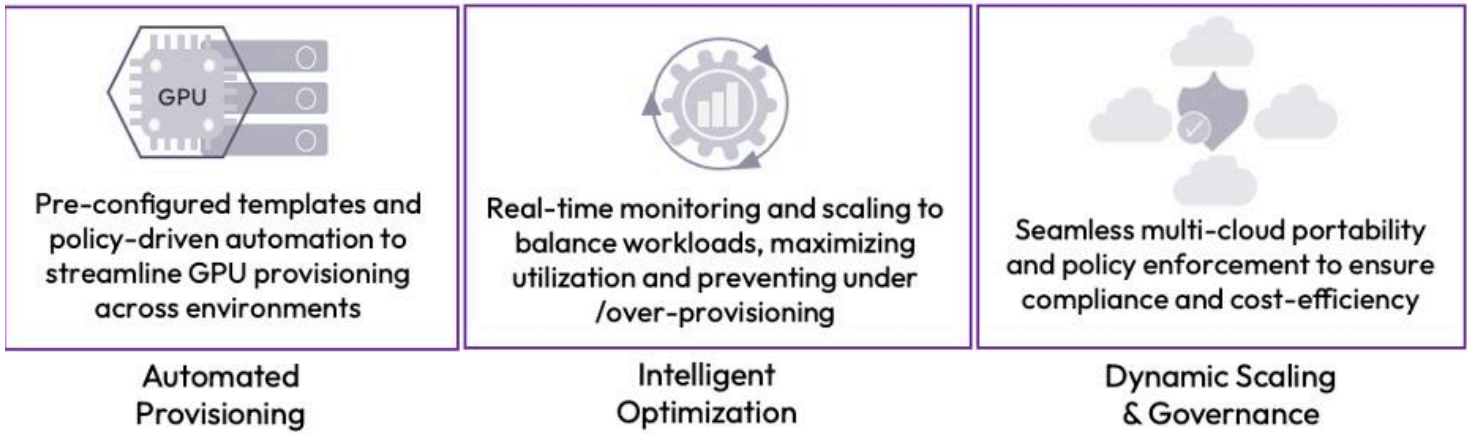 GPU
Pre-configured templates and
policy-driven automation to
streamline GPU provisioning
across environments
Automated
Provisioning
Real-time monitoring and scaling to
balance workloads, maximizing
utilization and preventing under
/over-provisioning
Intelligent
Optimization
Seamless multi-cloud portability
and policy enforcement to ensure
compliance and cost-efficiency
Dynamic Scaling
& Governance